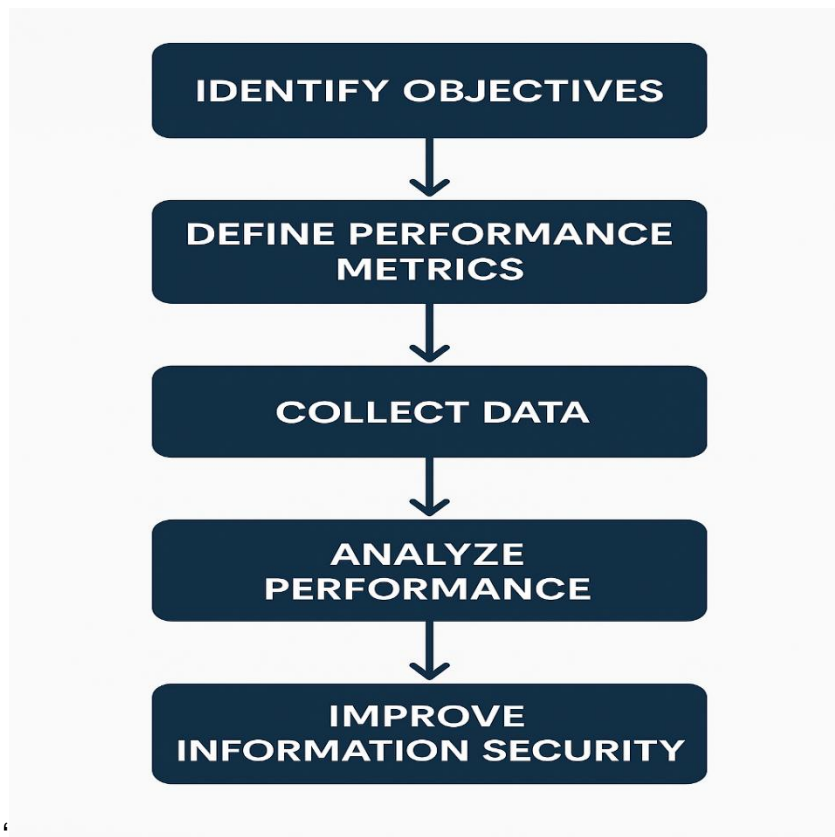 IDENTIFY OBJECTIVES
DEFINE PERFORMANCE
METRICS
COLLECT DATA
ANALYZE
PERFORMANCE
IMPROVE
INFORMATION SECURITY
‘